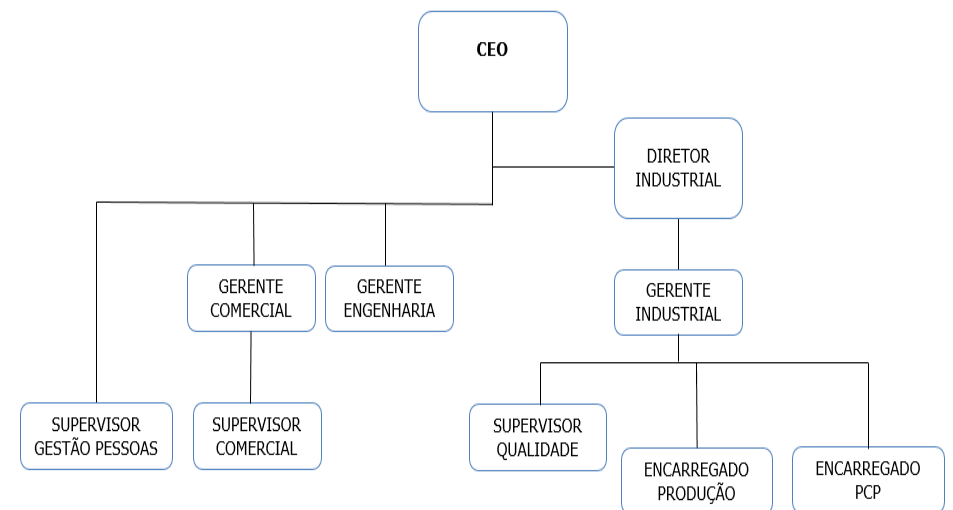 CEO
DIRETOR
INDUSTRIAL
GERENTE
COMERCIAL
GERENTE
ENGENHARIA
GERENTE
INDUSTRIAL
SUPERVISOR
GESTÃO PESSOAS
SUPERVISOR
COMERCIAL
SUPERVISOR
QUALIDADE
ENCARREGADO
PRODUÇÃO
ENCARREGADO
PCP